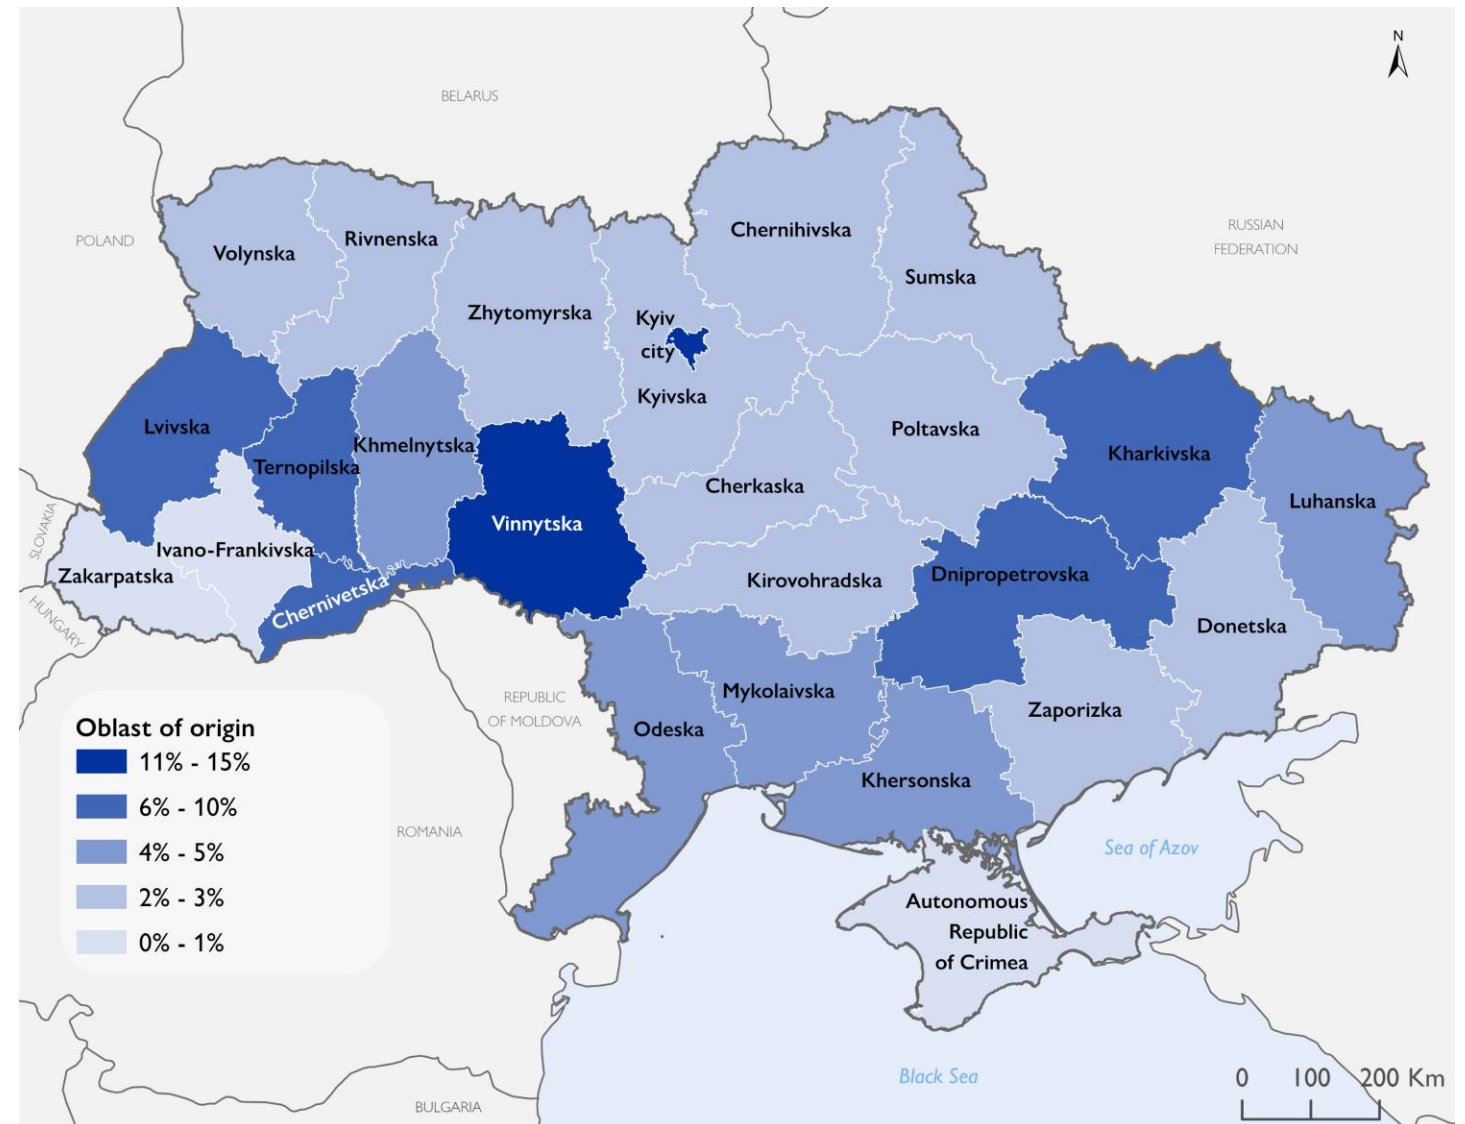 N
BELARUS
POLAND
RUSSIAN
FEDERATION
Volynska
Rivnenska
Chernihivska
Sumska
Zhytomyrska
Kyiv
city
Kyivska
Lvivska
Ternopilska
Khmelnytska
Poltavska
Kharkivska
Cherkaska
Luhanska
Vinnytska
SLOVAKIA
Ivano-Frankivska
Zakarpatska
Chernivetska
Kirovohradska
Dnipropetrovska
HUNGARY
Donetska
REPUBLIC
OF MOLDOVA
Mykolaivska
Odeska
Zaporizka
Khersonska
Oblast of origin
11% - 15%
6% - 10%
4% - 5%
2% - 3%
0% - 1%
ROMANIA
Sea of Azov
Autonomous
Republic
of Crimea
Black Sea
BULGARIA
0 100 200 Km